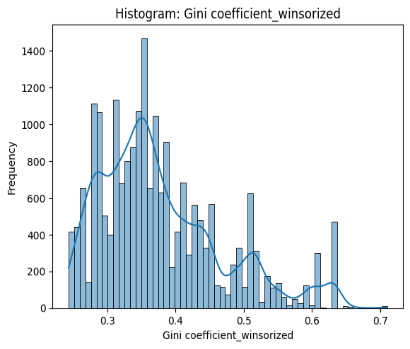 Histogram: Gini coefficient_winsorized
1400
1200
1000
800
600
400
200
0
Frequency
0.3 0.4 0.5 0.6 0.7
Gini coefficient_winsorized